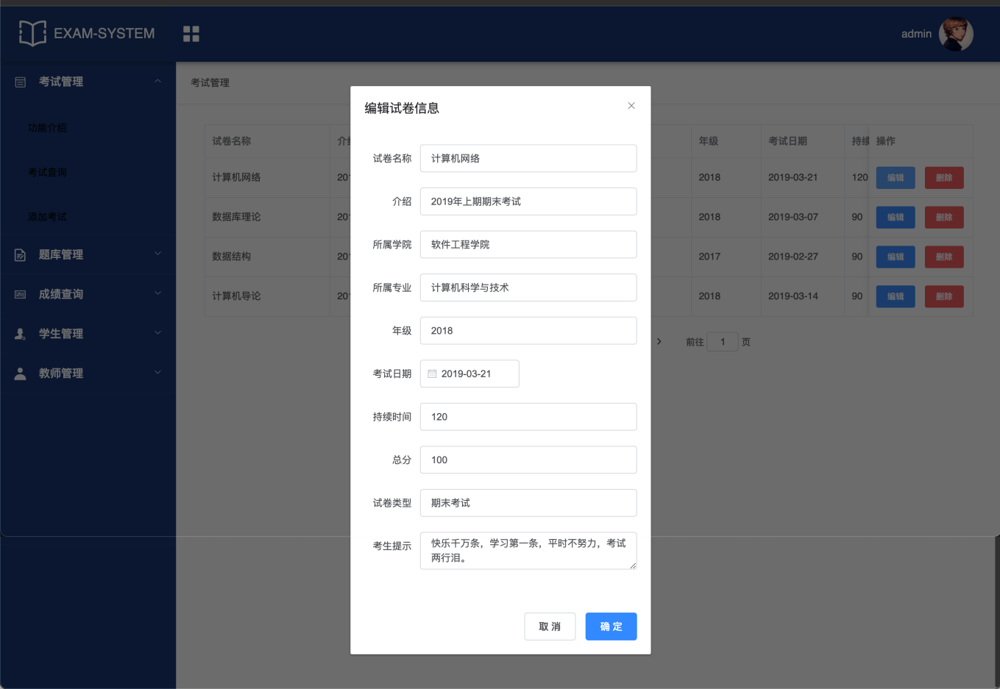 EXAM-SYSTEM
admin
考试管理
功能介绍
考试查询
添加考试
题库管理
成绩查询
学生管理
教师管理
考试管理
试卷名称 介绍 年级 考试日期 持续 操作
计算机网络 201 2018 2019-03-21 120 编辑 删除
数据库理论 201 2018 2019-03-07 90 编辑 删除
数据结构 201 2017 2019-02-27 90 编辑 删除
计算机导论 201 2018 2019-03-14 90 编辑 删除
前往 1 页
编辑试卷信息
试卷名称 计算机网络
介绍 2019年上期期末考试
所属学院 软件工程学院
所属专业 计算机科学与技术
年级 2018
考试日期 2019-03-21
持续时间 120
总分 100
试卷类型 期末考试
考生提示 快乐千万条，学习第一条，平时不努力，考试
两行泪。
取 消 确 定